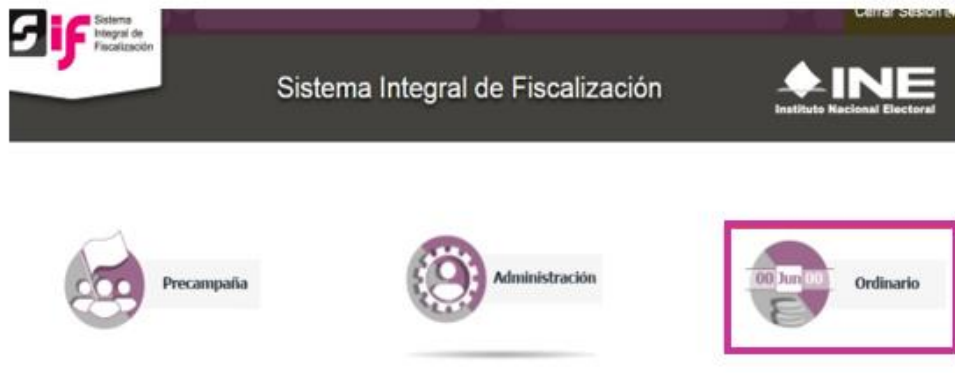 Sistema
Integral de
Fiscalización
sif
Cerrar Sesión
Sistema Integral de Fiscalización
INE
Instituto Nacional Electoral
Precampaña
Administración
00 Jun 00
Ordinario